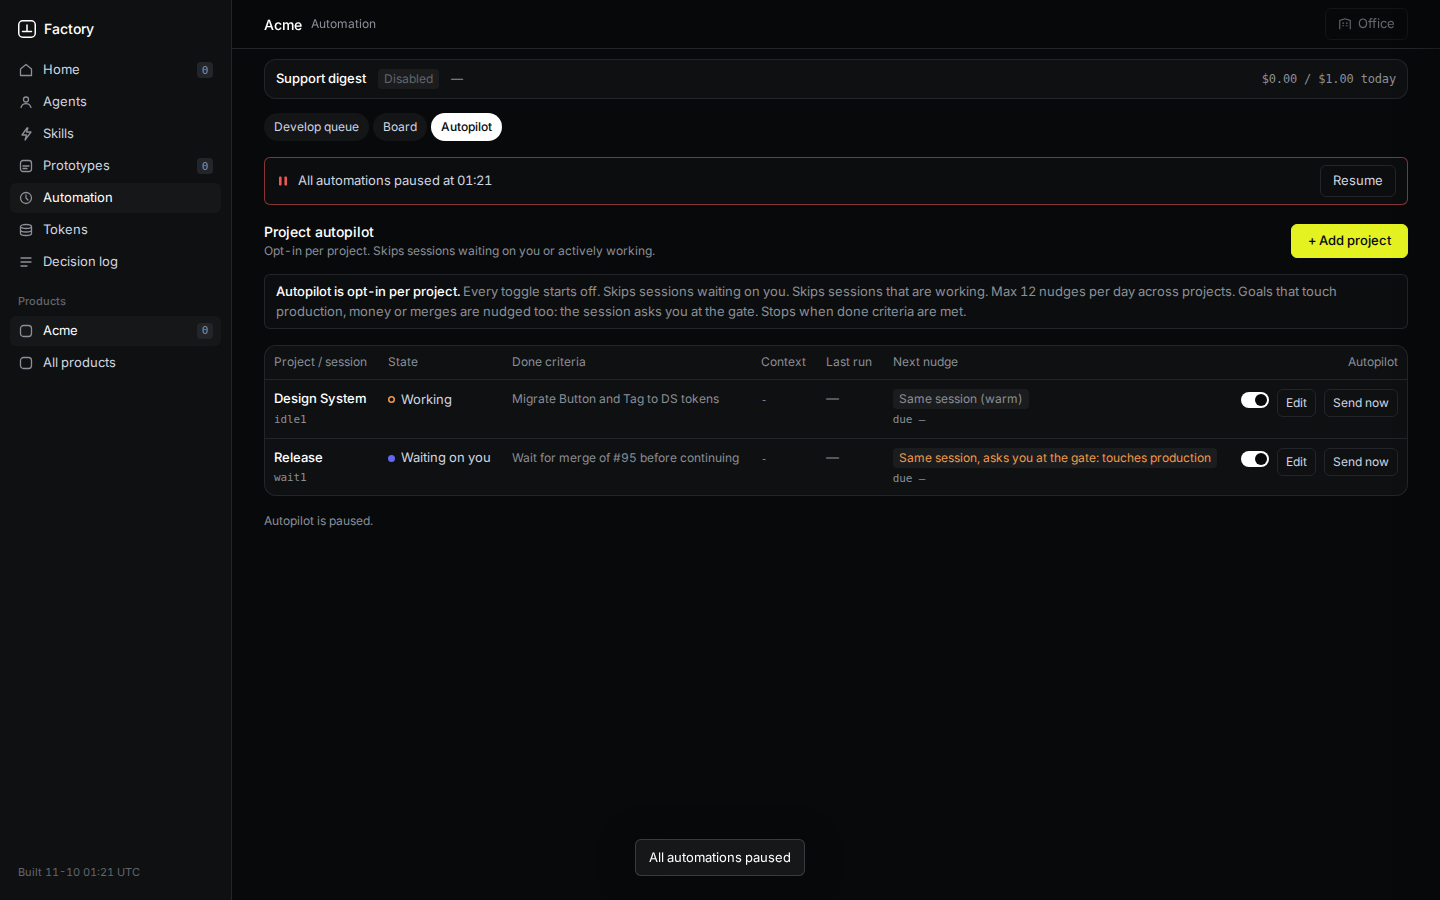 Factory
Home 0
Agents
Skills
Prototypes 0
Automation
Tokens
Decision log
Products
Acme 0
All products
Built 11-10 01:21 UTC
Acme Automation
Office
Support digest Disabled — $0.00 / $1.00 today
Develop queue Board Autopilot
All automations paused at 01:21 Resume
Project autopilot
Opt-in per project. Skips sessions waiting on you or actively working.
+ Add project
Autopilot is opt-in per project. Every toggle starts off. Skips sessions waiting on you. Skips sessions that are working. Max 12 nudges per day across projects. Goals that touch
production, money or merges are nudged too: the session asks you at the gate. Stops when done criteria are met.
Project / session State Done criteria Context Last run Next nudge Autopilot
Design System Working Migrate Button and Tag to DS tokens - — Same session (warm) Edit Send now
idle1 due —
Release Waiting on you Wait for merge of #95 before continuing - — Same session, asks you at the gate: touches production Edit Send now
wait1 due —
Autopilot is paused.
All automations paused